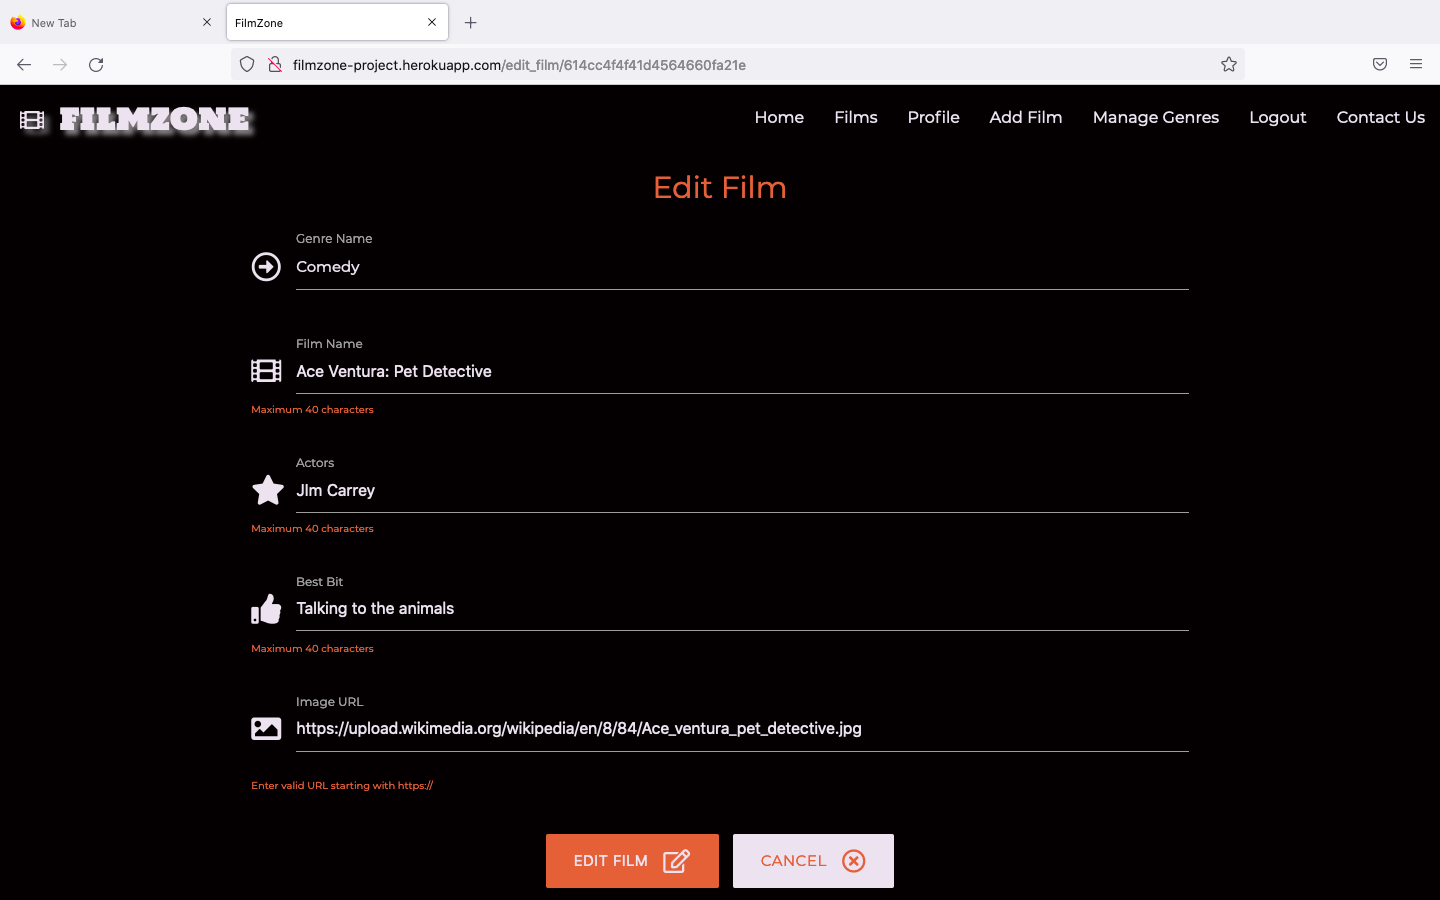 New Tab
FilmZone
filmzone-project.herokuapp.com/edit_film/614cc4f4f41d4564660fa21e
FILMZONE
Home Films Profile Add Film Manage Genres Logout Contact Us
Edit Film
Genre Name
Comedy
Film Name
Ace Ventura: Pet Detective
Maximum 40 characters
Actors
JIm Carrey
Maximum 40 characters
Best Bit
Talking to the animals
Maximum 40 characters
Image URL
https://upload.wikimedia.org/wikipedia/en/8/84/Ace_ventura_pet_detective.jpg
Enter valid URL starting with https://
EDIT FILM
CANCEL